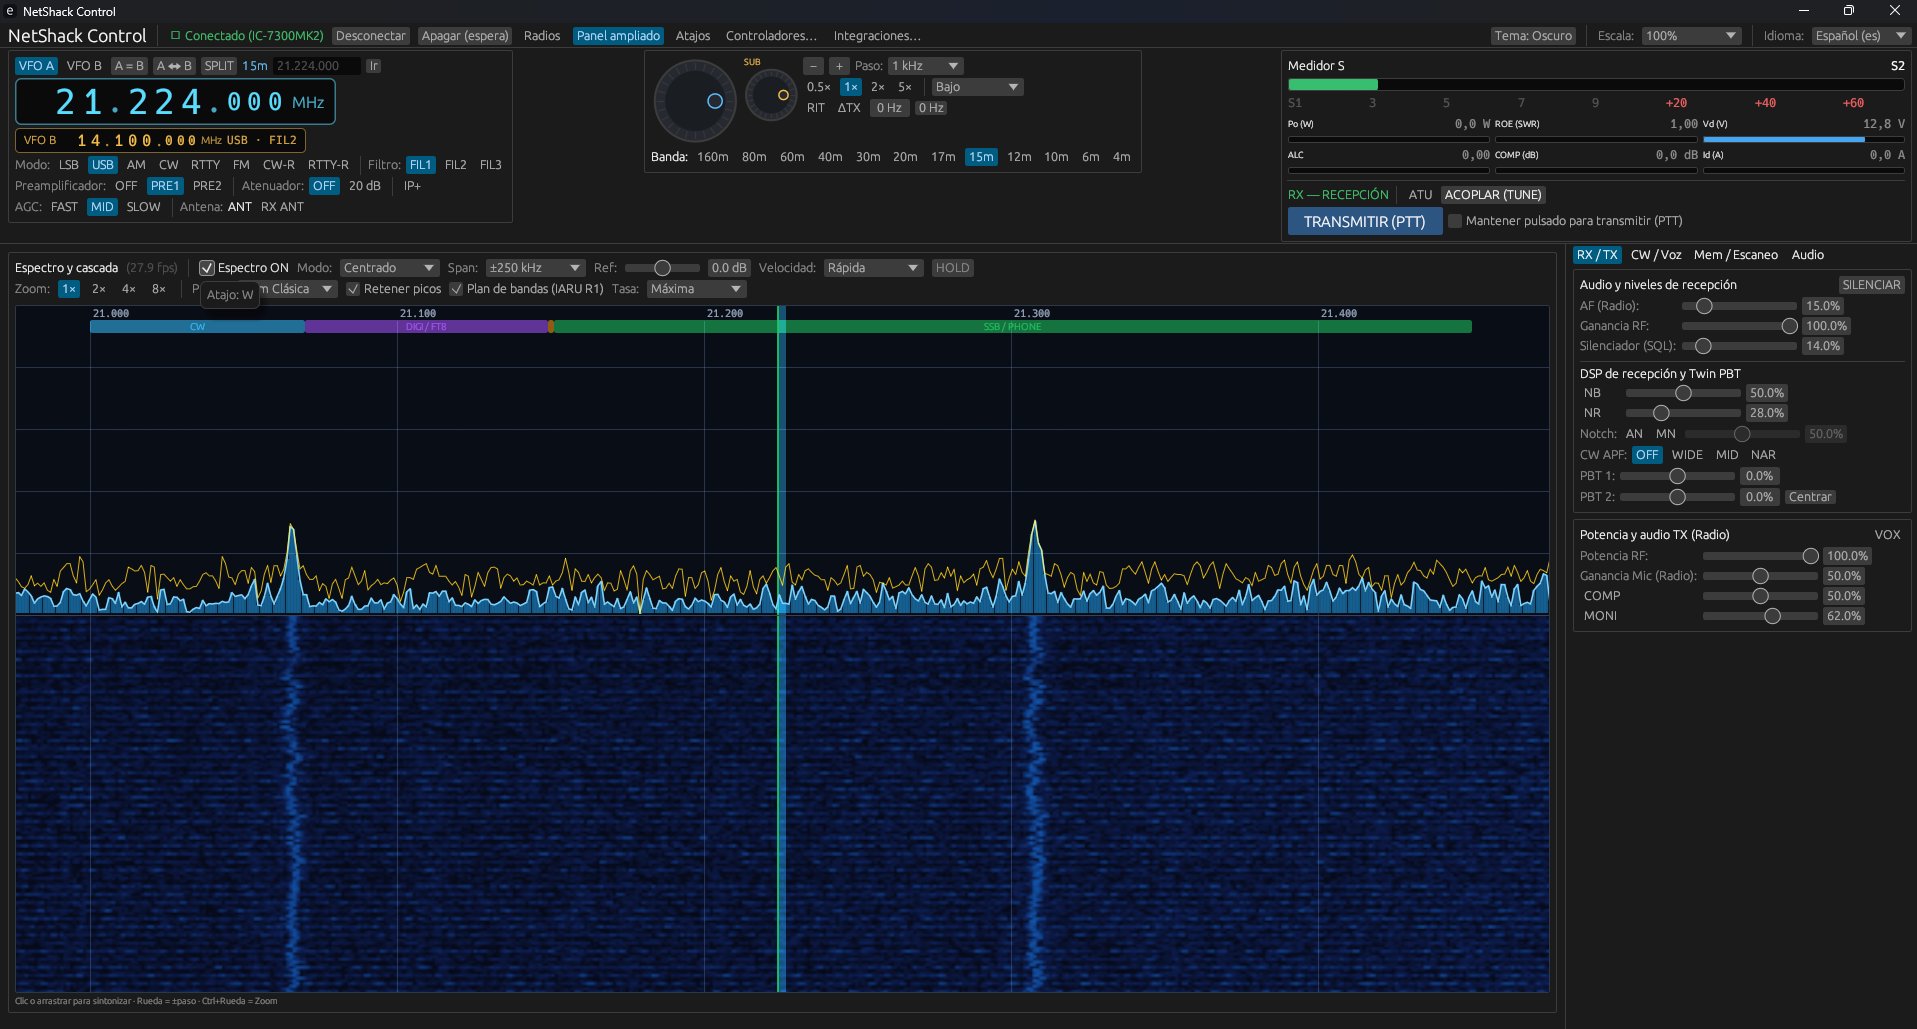 e NetShack Control
NetShack Control Conectado (IC-7300MK2) Desconectar Apagar (espera) Radios Panel ampliado Atajos Controladores… Integraciones… Tema: Oscuro Escala: 100% Idioma: Español (es)
VFO A VFO B A = B A ⬌ B SPLIT 15m 21.224.000 Ir
21.224.000 MHz
VFO B 14.100.000 MHz USB · FIL2
Modo: LSB USB AM CW RTTY FM CW-R RTTY-R Filtro: FIL1 FIL2 FIL3
Preamplificador: OFF PRE1 PRE2 Atenuador: OFF 20 dB IP+
AGC: FAST MID SLOW Antena: ANT RX ANT
SUB
− + Paso: 1 kHz
0.5× 1× 2× 5× Bajo
RIT ΔTX 0 Hz 0 Hz
Banda: 160m 80m 60m 40m 30m 20m 17m 15m 12m 10m 6m 4m
Medidor S S2
S1 3 5 7 9 +20 +40 +60
Po (W) 0,0 W ROE (SWR) 1,00 Vd (V) 12,8 V
ALC 0,00 COMP (dB) 0,0 dB Id (A) 0,0 A
RX — RECEPCIÓN ATU ACOPLAR (TUNE)
TRANSMITIR (PTT) Mantener pulsado para transmitir (PTT)
Espectro y cascada (27.9 fps) Espectro ON Modo: Centrado Span: ±250 kHz Ref: 0.0 dB Velocidad: Rápida HOLD
Zoom: 1× 2× 4× 8× Atajo: W Clásica Retener picos Plan de bandas (IARU R1) Tasa: Máxima
21.000 21.100 21.200 21.300 21.400
CW DIGI / FT8 SSB / PHONE
Clic o arrastrar para sintonizar · Rueda = ±paso · Ctrl+Rueda = Zoom
RX / TX CW / Voz Mem / Escaneo Audio
Audio y niveles de recepción SILENCIAR
AF (Radio): 15.0%
Ganancia RF: 100.0%
Silenciador (SQL): 14.0%
DSP de recepción y Twin PBT
NB 50.0%
NR 28.0%
Notch: AN MN 50.0%
CW APF: OFF WIDE MID NAR
PBT 1: 0.0%
PBT 2: 0.0% Centrar
Potencia y audio TX (Radio) VOX
Potencia RF: 100.0%
Ganancia Mic (Radio): 50.0%
COMP 50.0%
MONI 62.0%